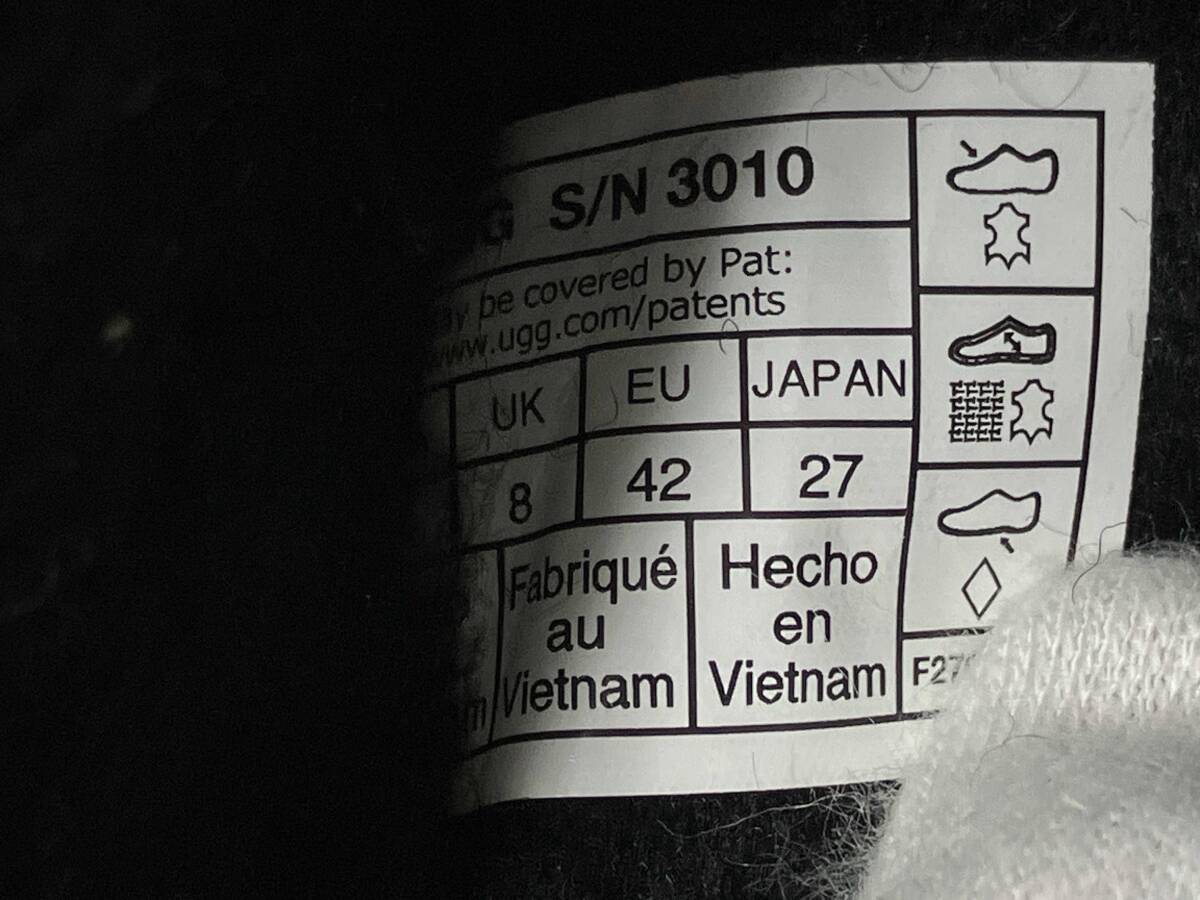 G S/N 3010
be covered by Pat:
www.ugg.com/patents
UK EU JAPAN
8 42 27
Fabriqué
au
Vietnam
Hecho
en
Vietnam
F27